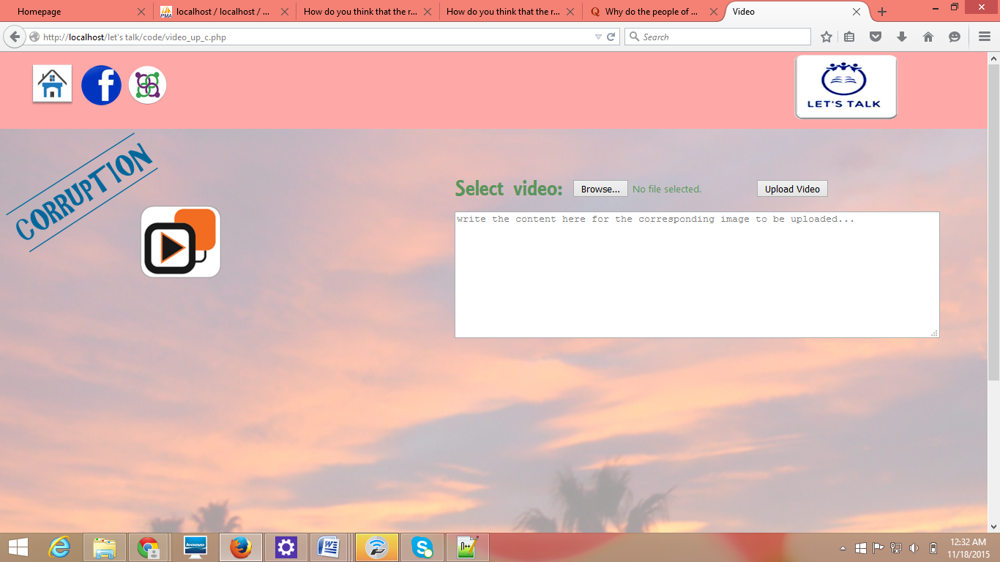 Homepage
localhost / localhost / ...
How do you think that the r...
How do you think that the r...
Why do the people of ...
Video
http://localhost/let's talk/code/video_up_c.php
Search
LET'S TALK
CORRUPTION
Select video: Browse... No file selected. Upload Video
write the content here for the corresponding image to be uploaded...
12:32 AM
11/18/2015